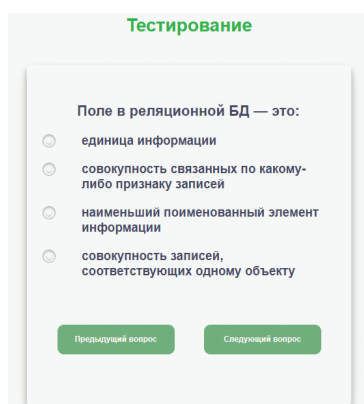 Тестирование
Поле в реляционной БД — это:
единица информации
совокупность связанных по какому-
либо признаку записей
наименьший поименованный элемент
информации
совокупность записей,
соответствующих одному объекту
Предыдущий вопрос
Следующий вопрос